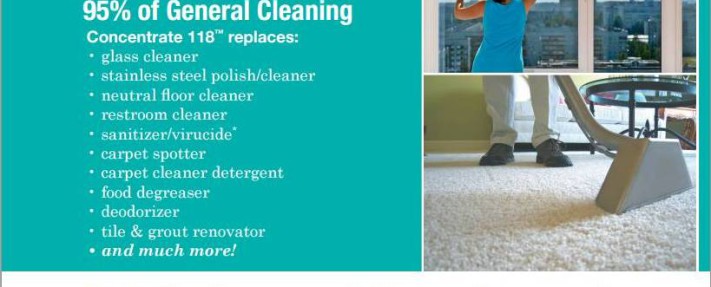 95% of General Cleaning
Concentrate 118™ replaces:
• glass cleaner
• stainless steel polish/cleaner
• neutral floor cleaner
• restroom cleaner
• sanitizer/virucide*
• carpet spotter
• carpet cleaner detergent
• food degreaser
• deodorizer
• tile & grout renovator
• and much more!